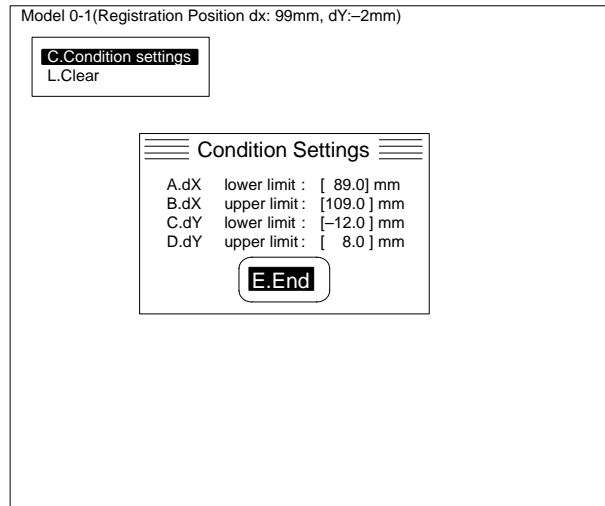 Model 0-1(Registration Position dx: 99mm, dY:–2mm)
C.Condition settings
L.Clear
Condition Settings
A.dX lower limit : [ 89.0] mm
B.dX upper limit : [109.0 ] mm
C.dY lower limit : [–12.0 ] mm
D.dY upper limit : [ 8.0 ] mm
E.End